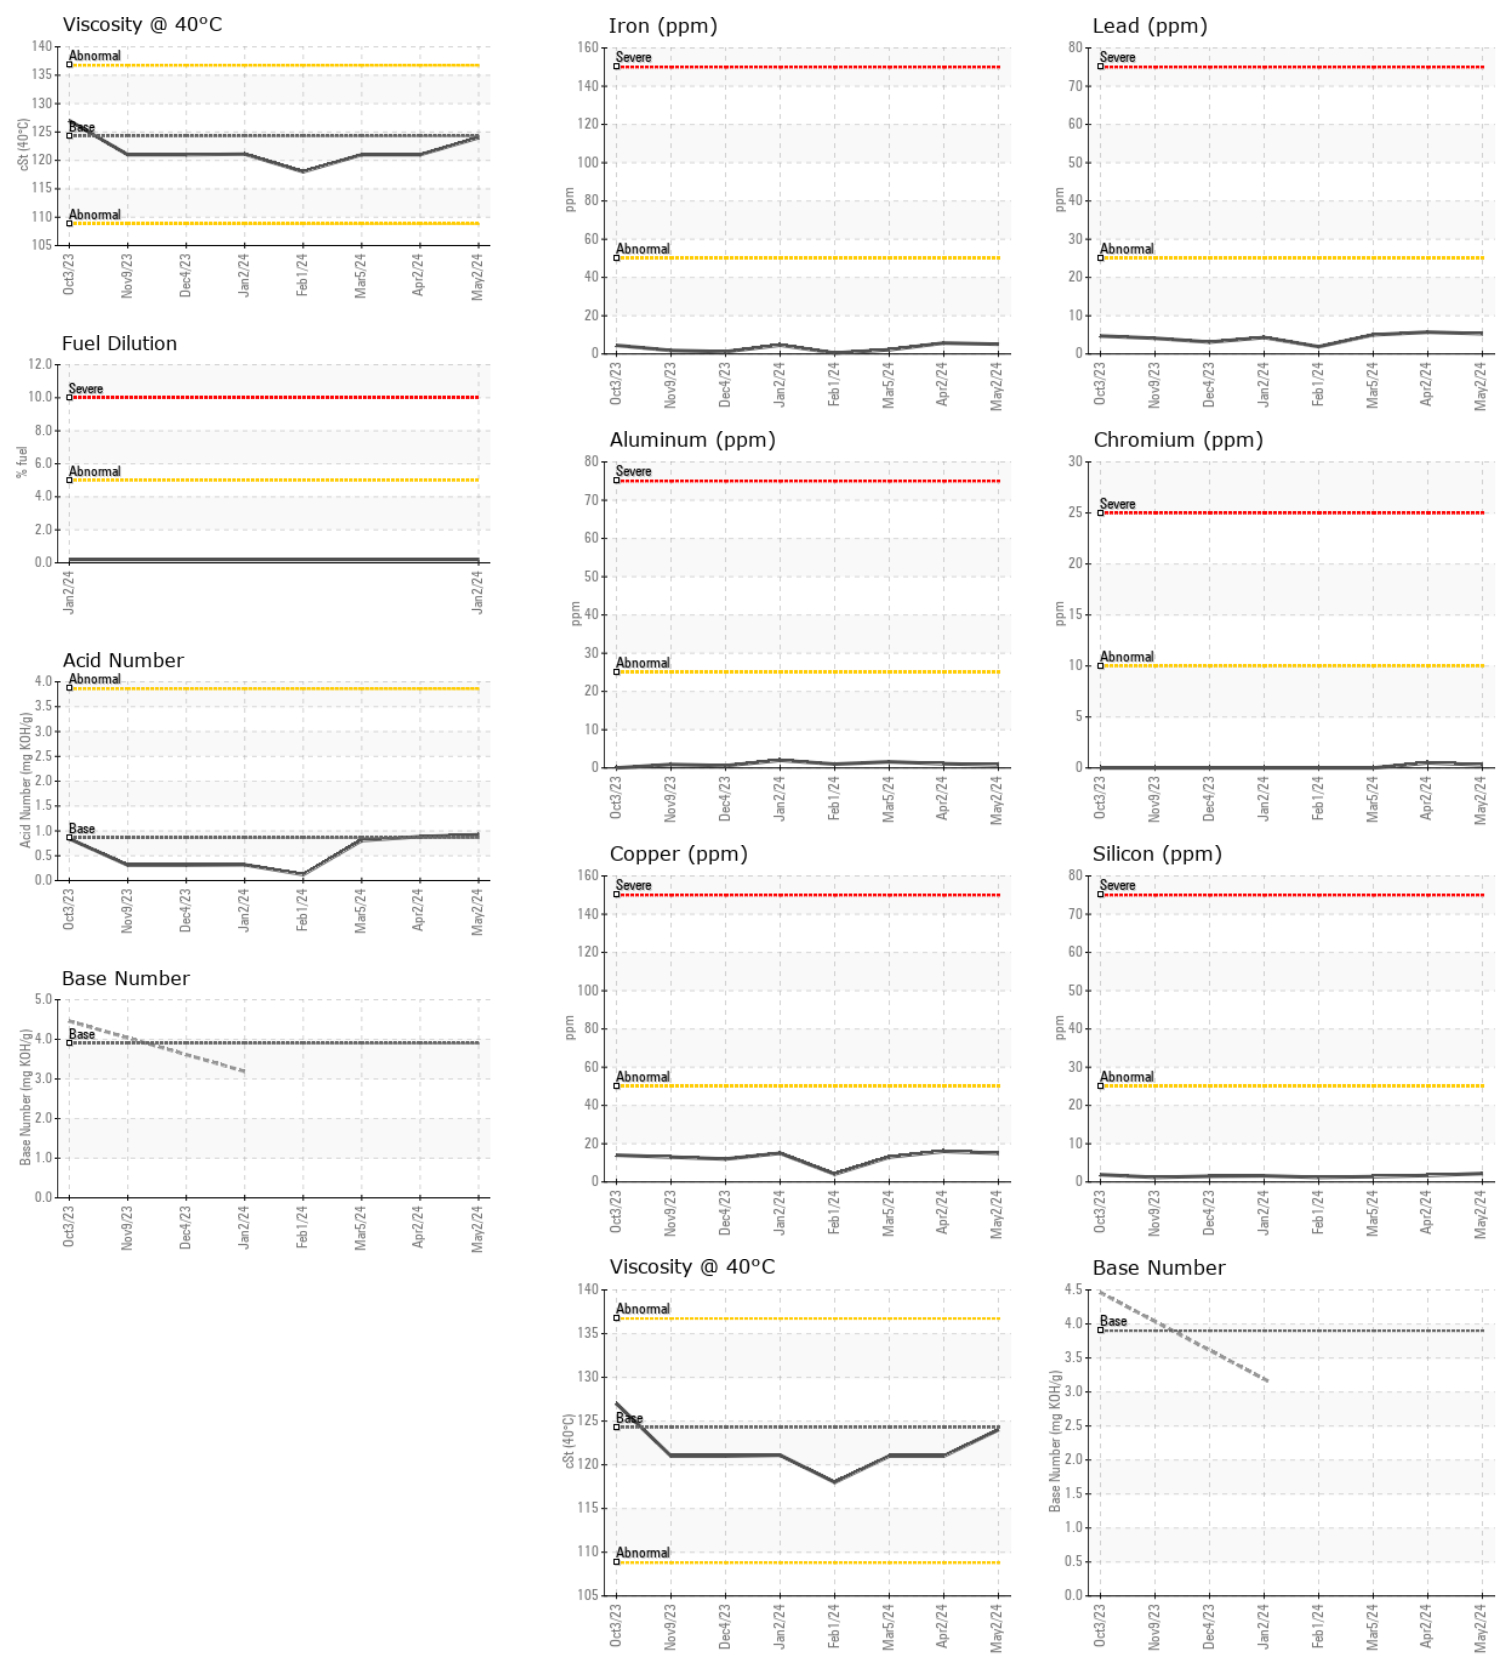 Viscosity @ 40°C
cSt (40°C)
140
135
130
125
120
115
110
105
Abnormal
Base
Abnormal
Oct3/23
Nov9/23
Dec4/23
Jan2/24
Feb1/24
Mar5/24
Apr2/24
May2/24
Fuel Dilution
% fuel
12.0
10.0
8.0
6.0
4.0
2.0
0.0
Severe
Abnormal
Jan2/24
Jan2/24
Acid Number
Acid Number (mg KOH/g)
4.0
3.5
3.0
2.5
2.0
1.5
1.0
0.5
0.0
Abnormal
Base
Oct3/23
Nov9/23
Dec4/23
Jan2/24
Feb1/24
Mar5/24
Apr2/24
May2/24
Base Number
Base Number (mg KOH/g)
5.0
4.0
3.0
2.0
1.0
0.0
Base
Oct3/23
Nov9/23
Dec4/23
Jan2/24
Feb1/24
Mar5/24
Apr2/24
May2/24
Iron (ppm)
ppm
160
140
120
100
80
60
40
20
0
Severe
Abnormal
Oct3/23
Nov9/23
Dec4/23
Jan2/24
Feb1/24
Mar5/24
Apr2/24
May2/24
Lead (ppm)
ppm
80
70
60
50
40
30
20
10
0
Severe
Abnormal
Oct3/23
Nov9/23
Dec4/23
Jan2/24
Feb1/24
Mar5/24
Apr2/24
May2/24
Aluminum (ppm)
ppm
80
70
60
50
40
30
20
10
0
Severe
Abnormal
Oct3/23
Nov9/23
Dec4/23
Jan2/24
Feb1/24
Mar5/24
Apr2/24
May2/24
Chromium (ppm)
ppm
30
25
20
15
10
5
0
Severe
Abnormal
Oct3/23
Nov9/23
Dec4/23
Jan2/24
Feb1/24
Mar5/24
Apr2/24
May2/24
Copper (ppm)
ppm
160
140
120
100
80
60
40
20
0
Severe
Abnormal
Oct3/23
Nov9/23
Dec4/23
Jan2/24
Feb1/24
Mar5/24
Apr2/24
May2/24
Silicon (ppm)
ppm
80
70
60
50
40
30
20
10
0
Severe
Abnormal
Oct3/23
Nov9/23
Dec4/23
Jan2/24
Feb1/24
Mar5/24
Apr2/24
May2/24
Viscosity @ 40°C
cSt (40°C)
140
135
130
125
120
115
110
105
Abnormal
Base
Abnormal
Oct3/23
Nov9/23
Dec4/23
Jan2/24
Feb1/24
Mar5/24
Apr2/24
May2/24
Base Number
Base Number (mg KOH/g)
4.5
4.0
3.5
3.0
2.5
2.0
1.5
1.0
0.5
0.0
Base
Oct3/23
Nov9/23
Dec4/23
Jan2/24
Feb1/24
Mar5/24
Apr2/24
May2/24